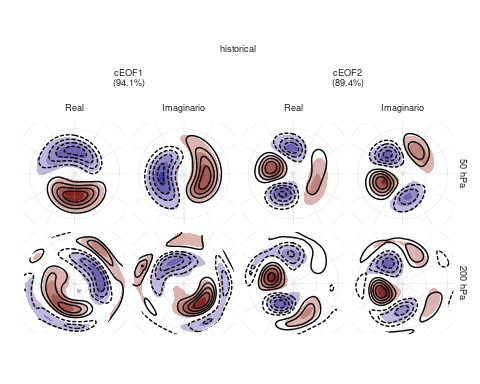 historical
cEOF1
(94.1%)
cEOF2
(89.4%)
Real
Imaginario
Real
Imaginario
50 hPa
200 hPa